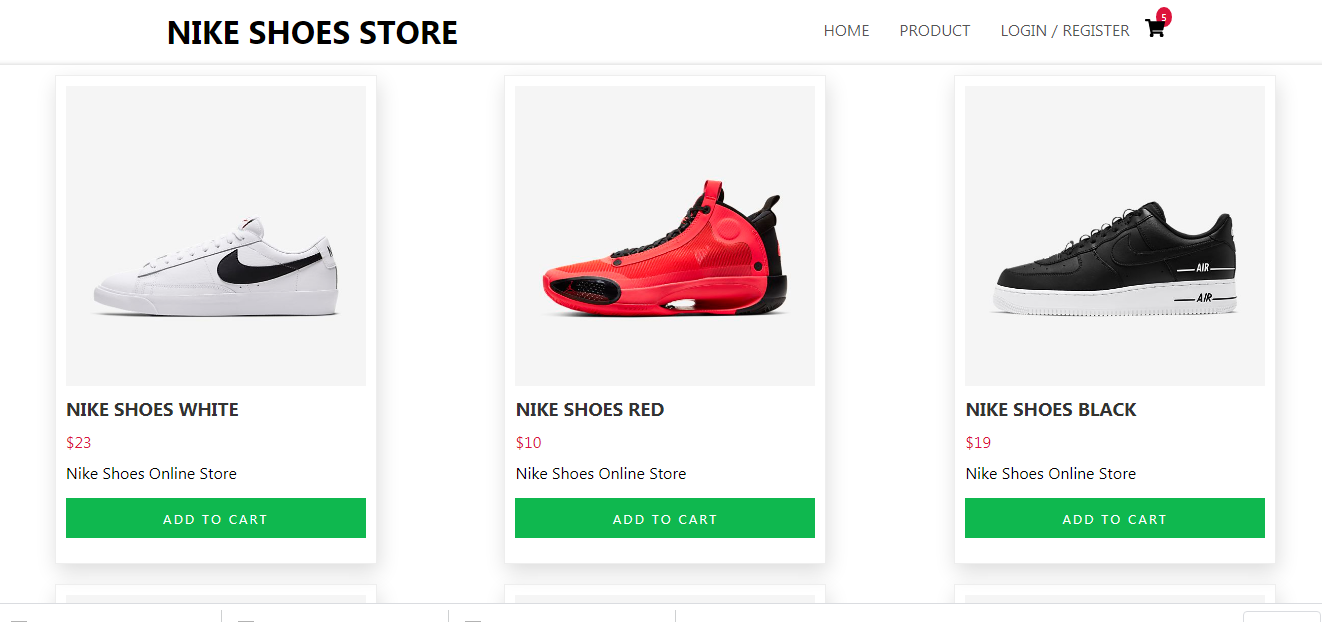 NIKE SHOES STORE
HOME PRODUCT LOGIN / REGISTER 5
AIR
AIR
NIKE SHOES WHITE
$23
Nike Shoes Online Store
ADD TO CART
NIKE SHOES RED
$10
Nike Shoes Online Store
ADD TO CART
NIKE SHOES BLACK
$19
Nike Shoes Online Store
ADD TO CART